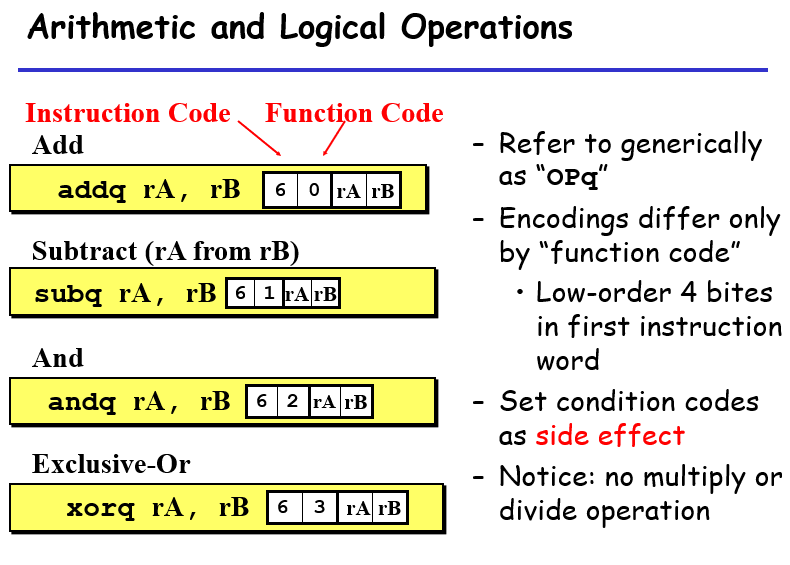 Arithmetic and Logical Operations
Instruction Code Function Code
Add
addq rA, rB 6 0 rA rB
Subtract (rA from rB)
subq rA, rB 6 1 rA rB
And
andq rA, rB 6 2 rA rB
Exclusive-Or
xorq rA, rB 6 3 rA rB
– Refer to generically
as “OPq”
– Encodings differ only
by “function code”
• Low-order 4 bites
in first instruction
word
– Set condition codes
as side effect
– Notice: no multiply or
divide operation